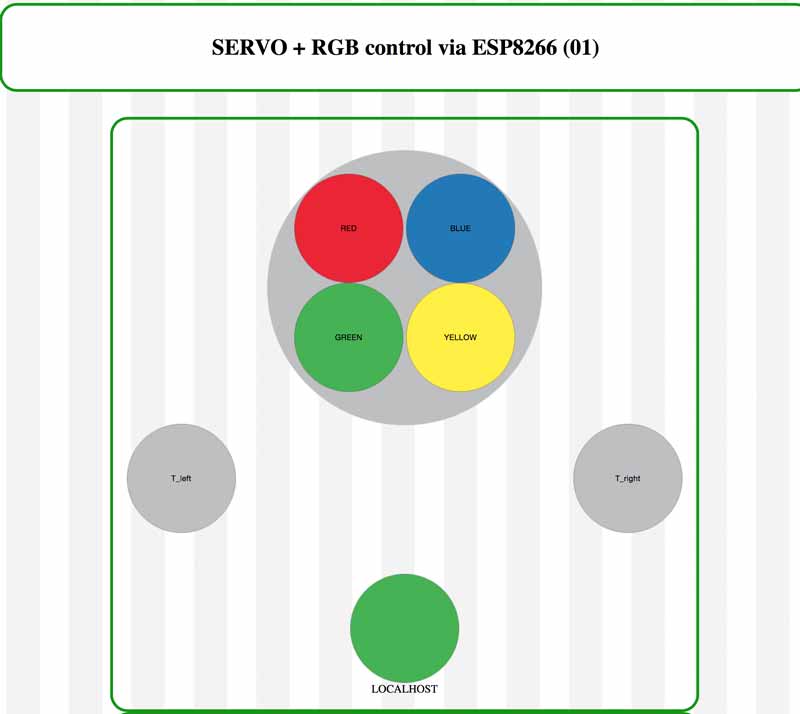 SERVO + RGB control via ESP8266 (01)
RED
BLUE
GREEN
YELLOW
T_left
T_right
LOCALHOST